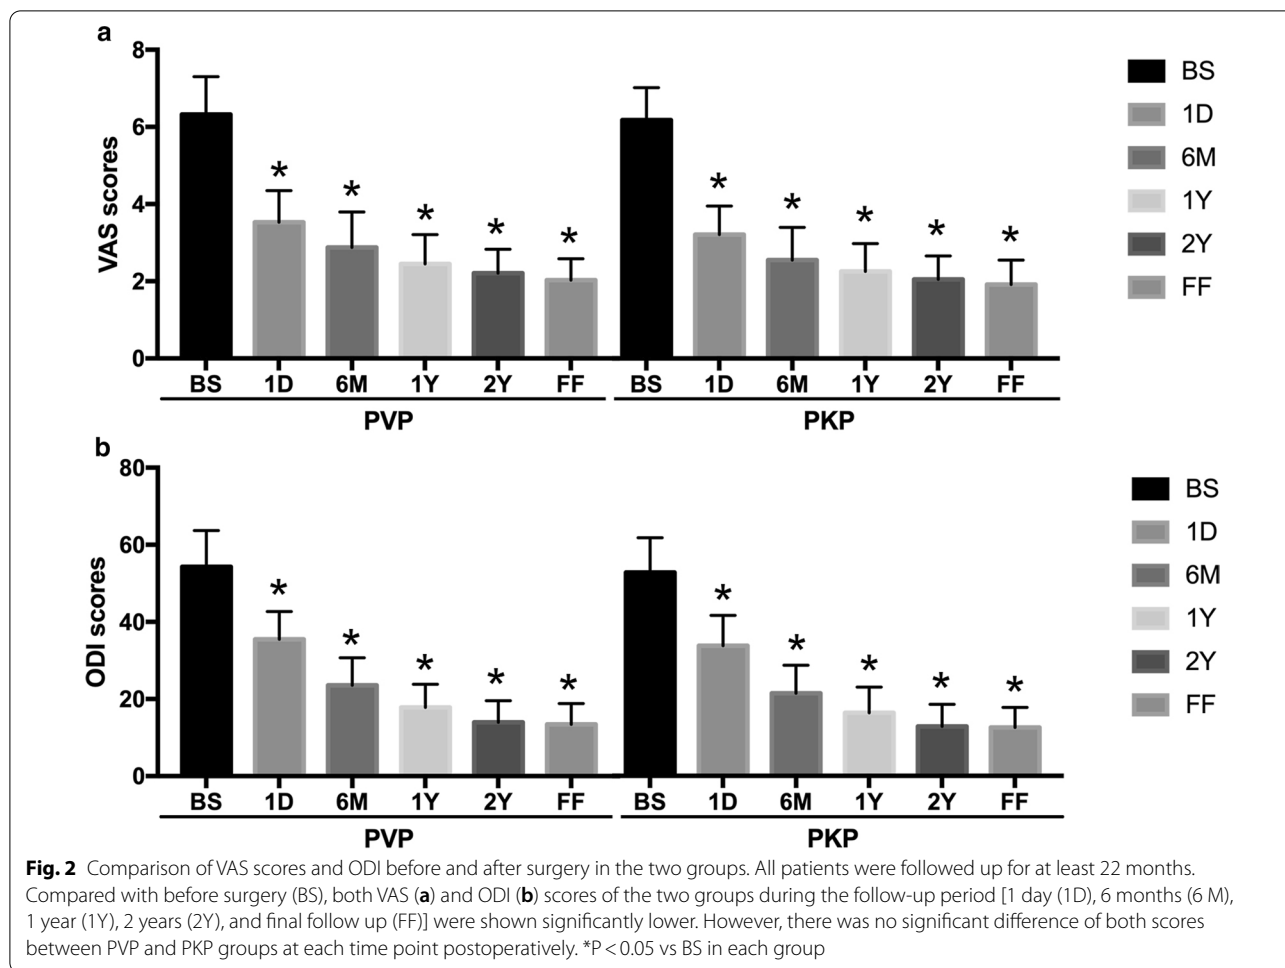 a
8
6
4
2
0
VAS scores
BS 1D 6M 1Y 2Y FF BS 1D 6M 1Y 2Y FF
PVP PKP
BS
1D
6M
1Y
2Y
FF
b
80
60
40
20
0
ODI scores
BS 1D 6M 1Y 2Y FF BS 1D 6M 1Y 2Y FF
PVP PKP
BS
1D
6M
1Y
2Y
FF
* * * * * * * * * *
* * * * * * * * * *
Fig. 2 Comparison of VAS scores and ODI before and after surgery in the two groups. All patients were followed up for at least 22 months.
Compared with before surgery (BS), both VAS (a) and ODI (b) scores of the two groups during the follow-up period [1 day (1D), 6 months (6 M),
1 year (1Y), 2 years (2Y), and final follow up (FF)] were shown significantly lower. However, there was no significant difference of both scores
between PVP and PKP groups at each time point postoperatively. *P < 0.05 vs BS in each group